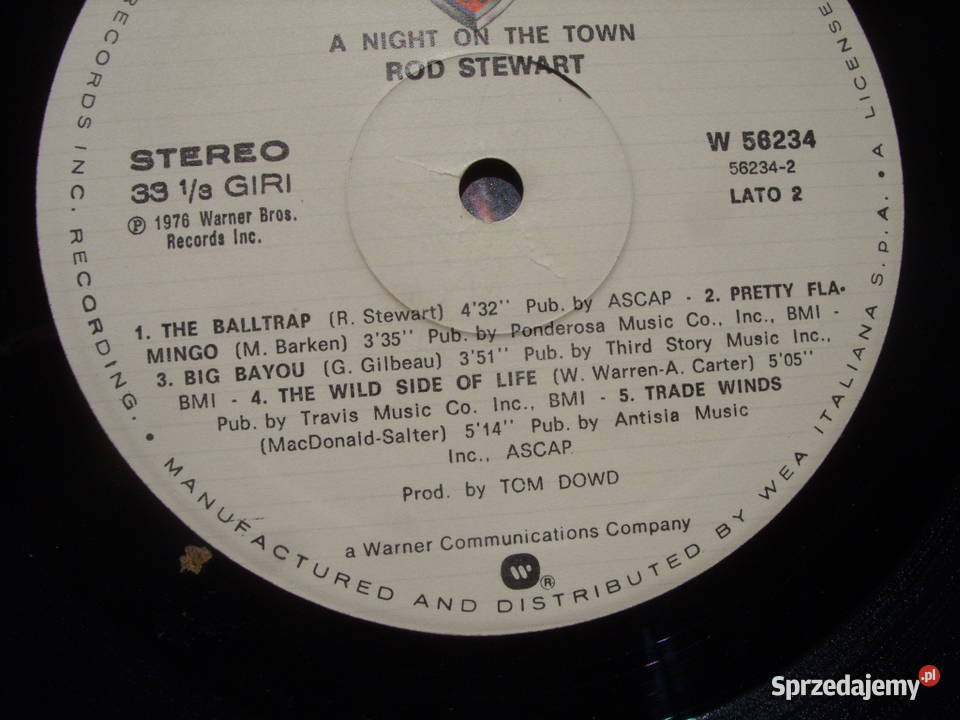 A NIGHT ON THE TOWN
ROD STEWART
STEREO
33 1/3 GIRI
Ⓟ 1976 Warner Bros.
Records Inc.
W 56234
56234-2
LATO 2
1. THE BALLTRAP (R. Stewart) 4'32'' Pub. by ASCAP - 2. PRETTY FLA-
MINGO (M. Barken) 3'35'' Pub. by Ponderosa Music Co., Inc., BMI -
3. BIG BAYOU (G. Gilbeau) 3'51'' Pub. by Third Story Music Inc.,
BMI - 4. THE WILD SIDE OF LIFE (W. Warren-A. Carter) 5'05''
Pub. by Travis Music Co. Inc., BMI - 5. TRADE WINDS
(MacDonald-Salter) 5'14'' Pub. by Antisia Music
Inc., ASCAP
Prod. by TOM DOWD
a Warner Communications Company
®
RECORDS INC. RECORDING. • MANUFACTURED AND DISTRIBUTED BY WEA ITALIANA S.P.A. • A LICENSE
Sprzedajemy.pl